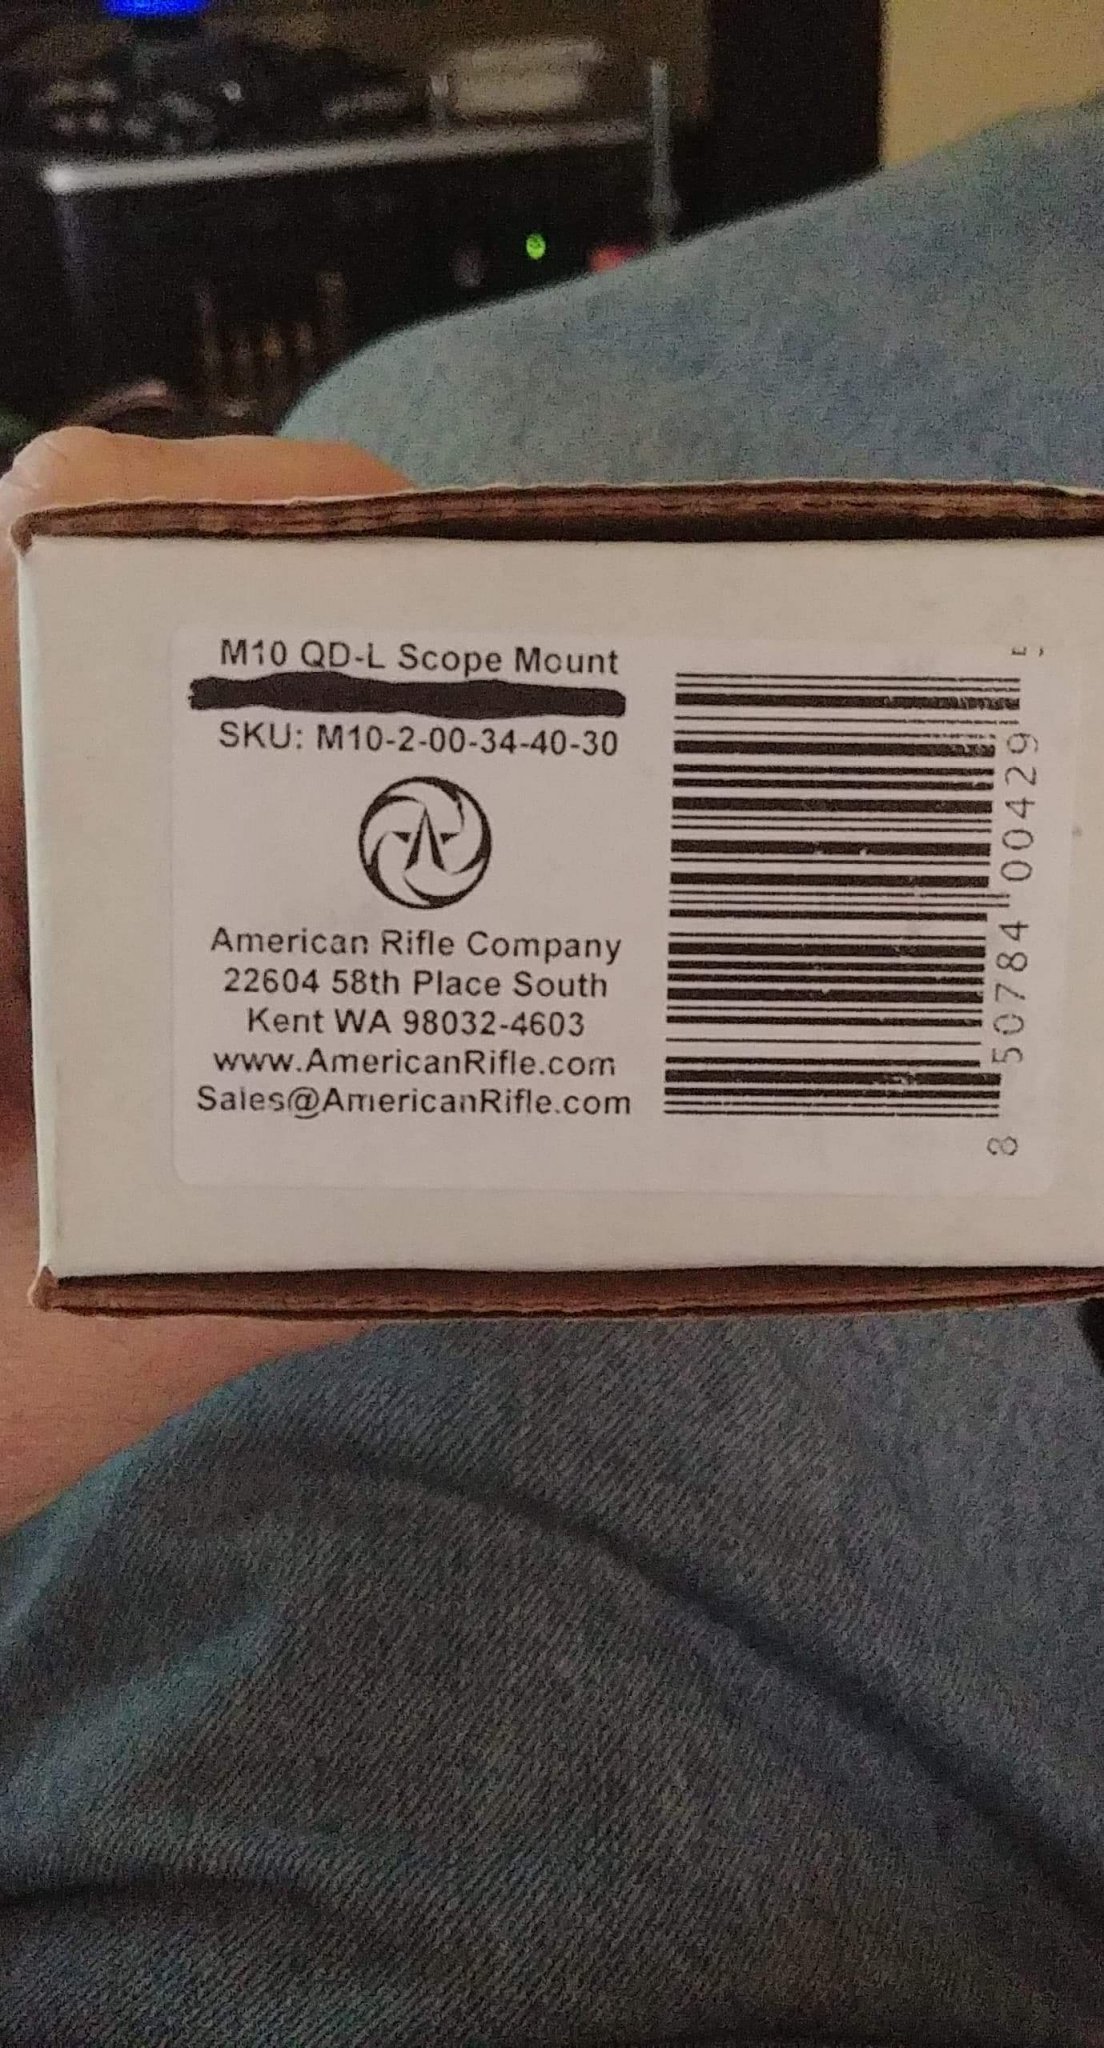 M10 QD-L Scope Mount
SKU: M10-2-00-34-40-30
American Rifle Company
22604 58th Place South
Kent WA 98032-4603
www.AmericanRifle.com
Sales@AmericanRifle.com
8 50784 00429